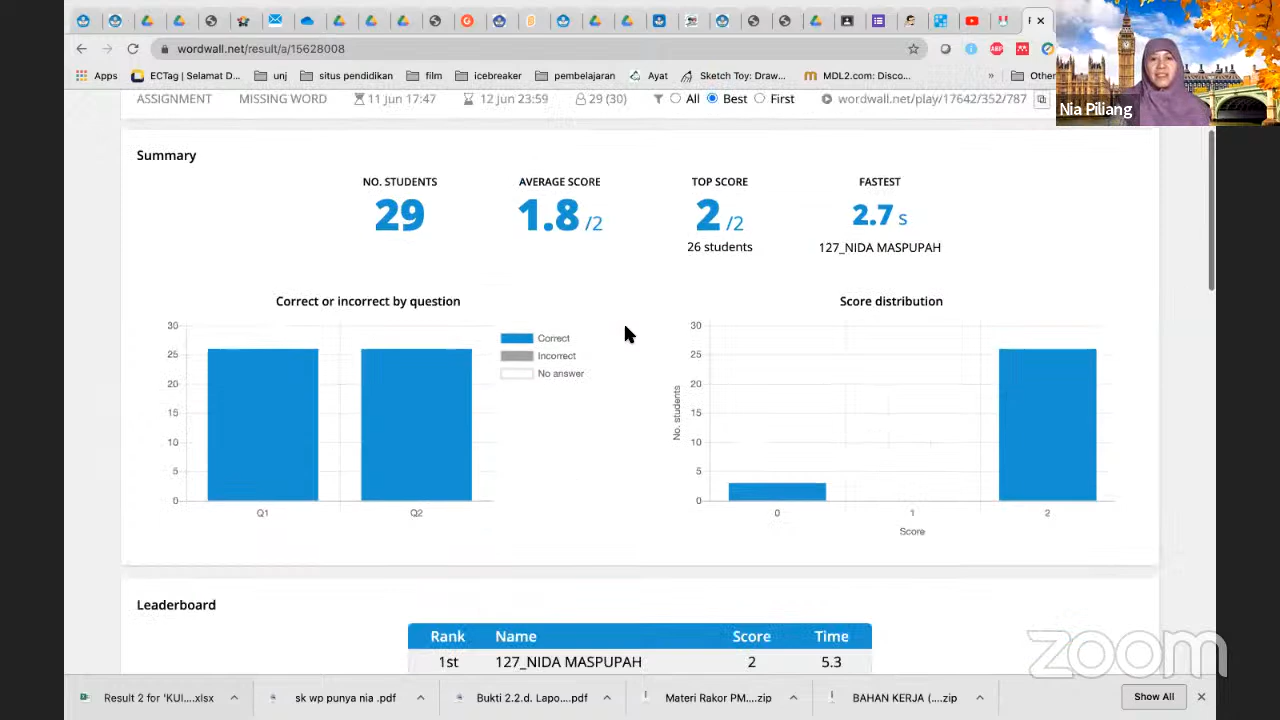 wordwall.net/result/a/15628008
Apps
ECTag | Selamat D...
unj
situs pendidikan
film
icebreaker
pembelajaran
Ayat
Sketch Toy: Draw...
MDL2.com: Disco...
»
Other
Nia Piliang
ASSIGNMENT
MISSING WORD
11 Jun 17:47
12 Jun 23:59
29 (30)
All
Best
First
wordwall.net/play/17642/352/787
Summary
NO. STUDENTS
AVERAGE SCORE
TOP SCORE
FASTEST
29
1.8 /2
2 /2
2.7 s
26 students
127_NIDA MASPUPAH
Correct or incorrect by question
30
25
20
15
10
5
0
Q1
Q2
Correct
Incorrect
No answer
Score distribution
No. students
30
25
20
15
10
5
0
0
1
2
Score
Leaderboard
Rank Name Score Time
1st 127_NIDA MASPUPAH 2 5.3
zoom
Result 2 for 'KUI....xlsx
sk wp punya nia .pdf
Bukti 2.2.d. Lapo....pdf
Materi Rakor PM....zip
BAHAN KERJA (....zip
Show All